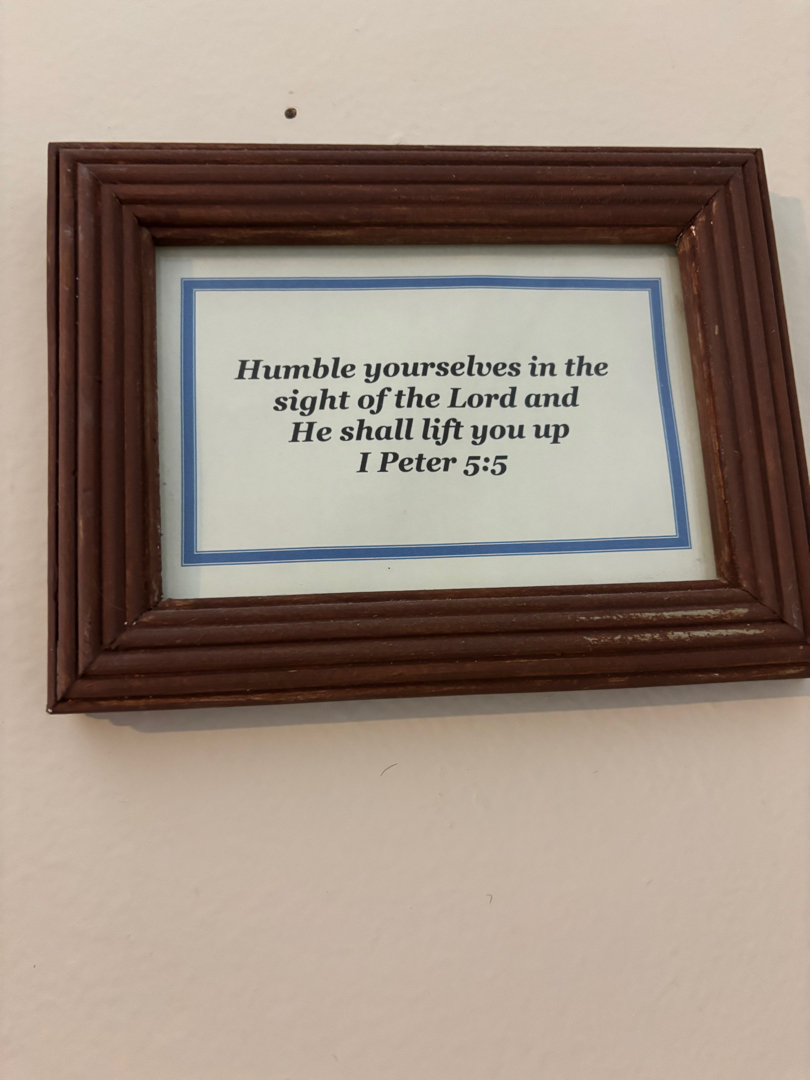 Humble yourselves in the
sight of the Lord and
He shall lift you up
I Peter 5:5